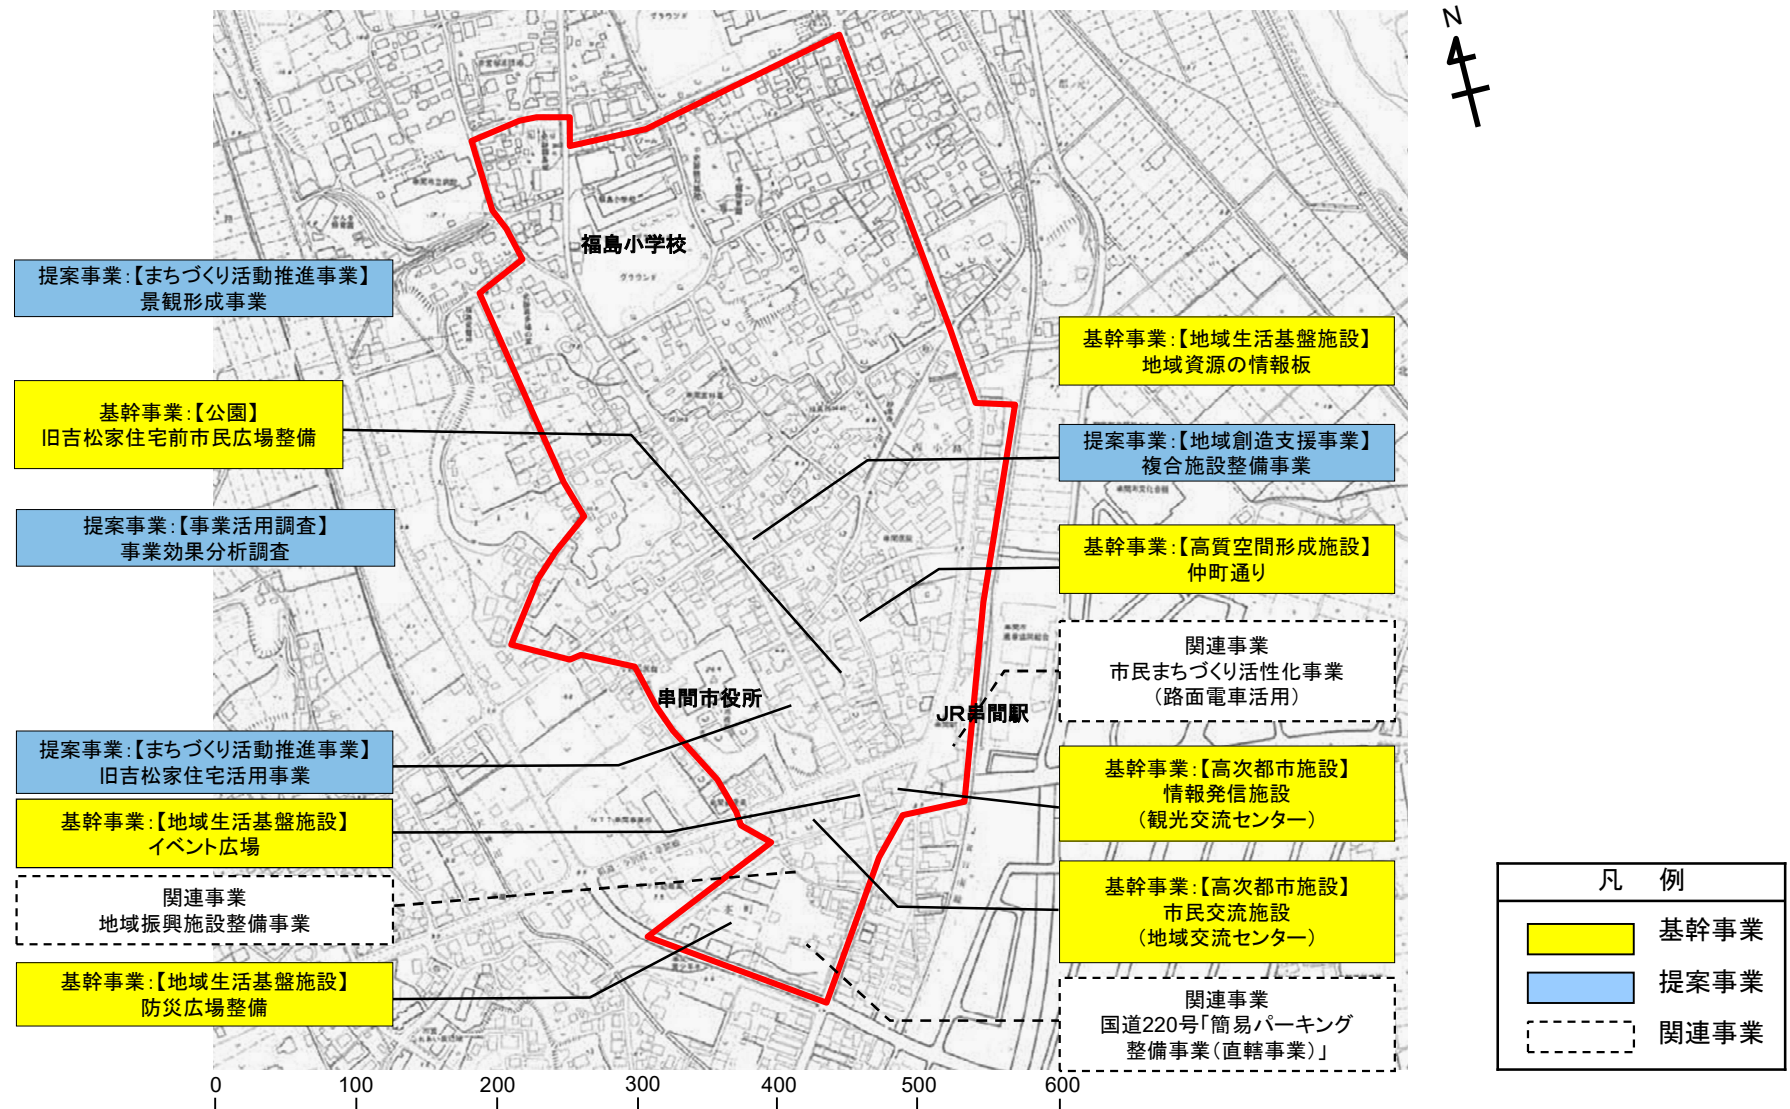 N
グラウンド
福島小学校
福島小学校
グラウンド
提案事業:【まちづくり活動推進事業】
景観形成事業
基幹事業:【公園】
旧吉松家住宅前市民広場整備
提案事業:【事業活用調査】
事業効果分析調査
串間市役所
提案事業:【まちづくり活動推進事業】
旧吉松家住宅活用事業
基幹事業:【地域生活基盤施設】
イベント広場
関連事業
地域振興施設整備事業
基幹事業:【地域生活基盤施設】
防災広場整備
基幹事業:【地域生活基盤施設】
地域資源の情報板
提案事業:【地域創造支援事業】
複合施設整備事業
基幹事業:【高質空間形成施設】
仲町通り
関連事業
市民まちづくり活性化事業
(路面電車活用)
JR串間駅
基幹事業:【高次都市施設】
情報発信施設
(観光交流センター)
基幹事業:【高次都市施設】
市民交流施設
(地域交流センター)
関連事業
国道220号「簡易パーキング
整備事業(直轄事業)」
凡 例
基幹事業
提案事業
関連事業
0 100 200 300 400 500 600